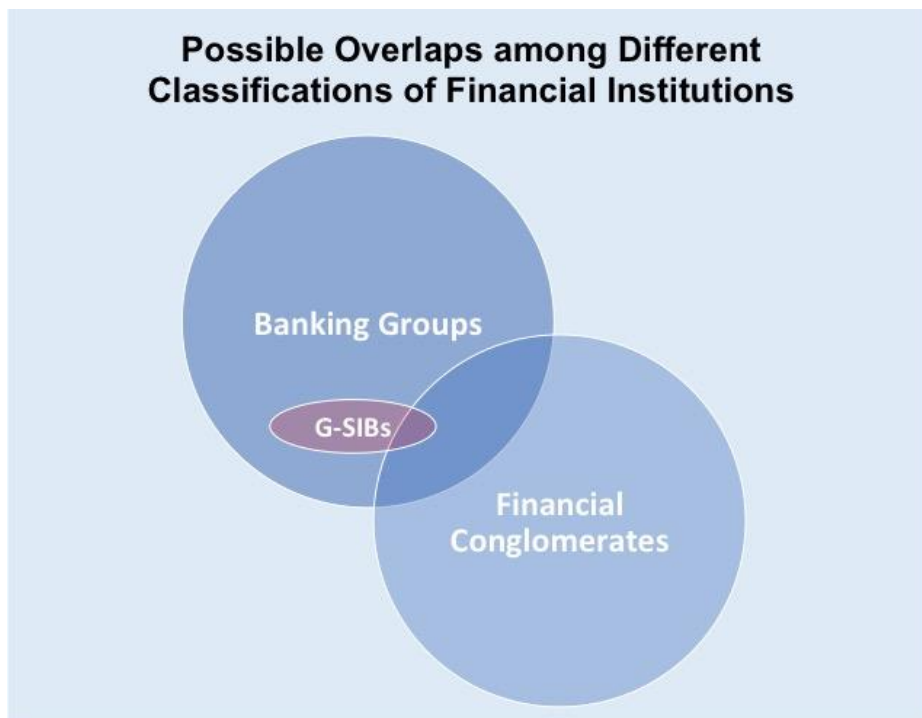 Possible Overlaps among Different
Classifications of Financial Institutions
Banking Groups
G-SIBs
Financial
Conglomerates